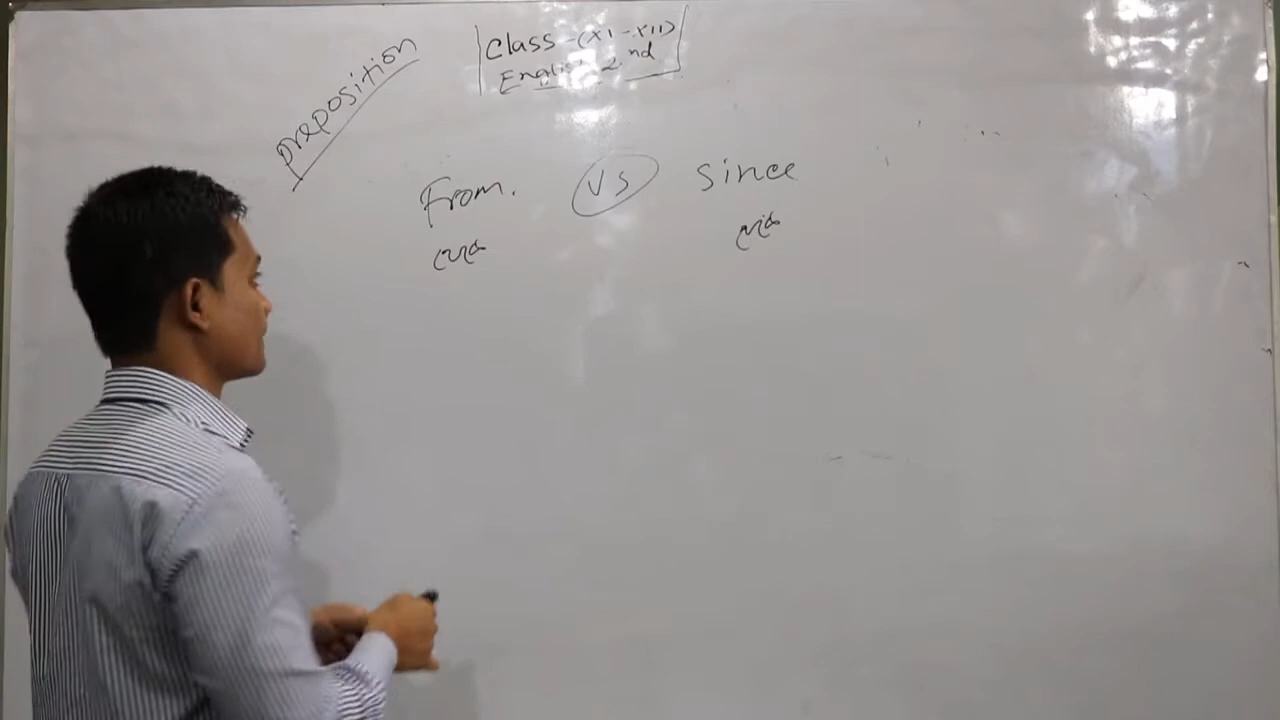 preposition
Class-(XI-XII)
English 2nd
From. VS since
থেকে থেকে